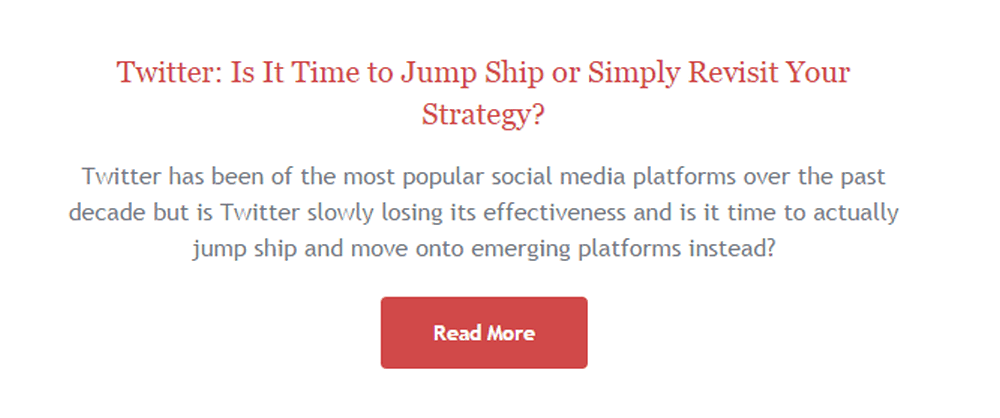 Twitter: Is It Time to Jump Ship or Simply Revisit Your
Strategy?
Twitter has been of the most popular social media platforms over the past
decade but is Twitter slowly losing its effectiveness and is it time to actually
jump ship and move onto emerging platforms instead?
Read More